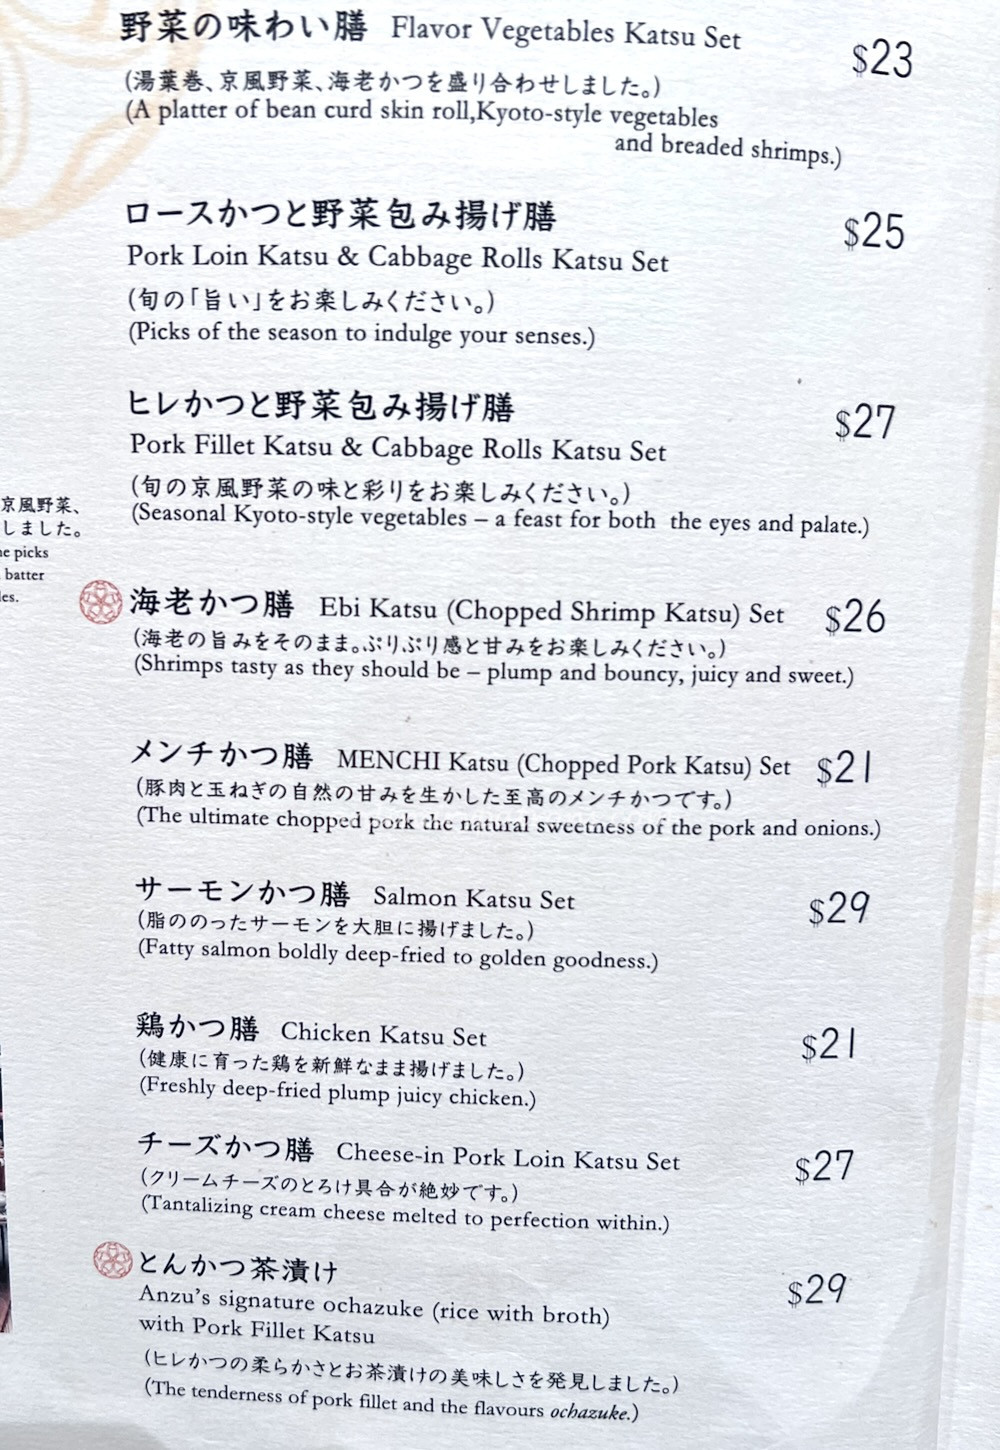 野菜の味わい膳 Flavor Vegetables Katsu Set $23
(湯葉巻、京風野菜、海老かつを盛り合わせしました。)
(A platter of bean curd skin roll,Kyoto-style vegetables
and breaded shrimps.)
ロースかつと野菜包み揚げ膳 $25
Pork Loin Katsu & Cabbage Rolls Katsu Set
(旬の「旨い」をお楽しみください。)
(Picks of the season to indulge your senses.)
ヒレかつと野菜包み揚げ膳 $27
Pork Fillet Katsu & Cabbage Rolls Katsu Set
(旬の京風野菜の味と彩りをお楽しみください。)
(Seasonal Kyoto-style vegetables – a feast for both the eyes and palate.)
京風野菜、
しました。
picks
batter
海老かつ膳 Ebi Katsu (Chopped Shrimp Katsu) Set $26
(海老の旨みをそのまま。ぷりぷり感と甘みをお楽しみください。)
(Shrimps tasty as they should be – plump and bouncy, juicy and sweet.)
メンチかつ膳 MENCHI Katsu (Chopped Pork Katsu) Set $21
(豚肉と玉ねぎの自然の甘みを生かした至高のメンチかつです。)
(The ultimate chopped pork the natural sweetness of the pork and onions.)
サーモンかつ膳 Salmon Katsu Set $29
(脂ののったサーモンを大胆に揚げました。)
(Fatty salmon boldly deep-fried to golden goodness.)
鶏かつ膳 Chicken Katsu Set $21
(健康に育った鶏を新鮮なまま揚げました。)
(Freshly deep-fried plump juicy chicken.)
チーズかつ膳 Cheese-in Pork Loin Katsu Set $27
(クリームチーズのとろけ具合が絶妙です。)
(Tantalizing cream cheese melted to perfection within.)
とんかつ茶漬け $29
Anzu's signature ochazuke (rice with broth)
with Pork Fillet Katsu
(ヒレかつの柔らかさとお茶漬けの美味しさを発見しました。)
(The tenderness of pork fillet and the flavours ochazuke.)